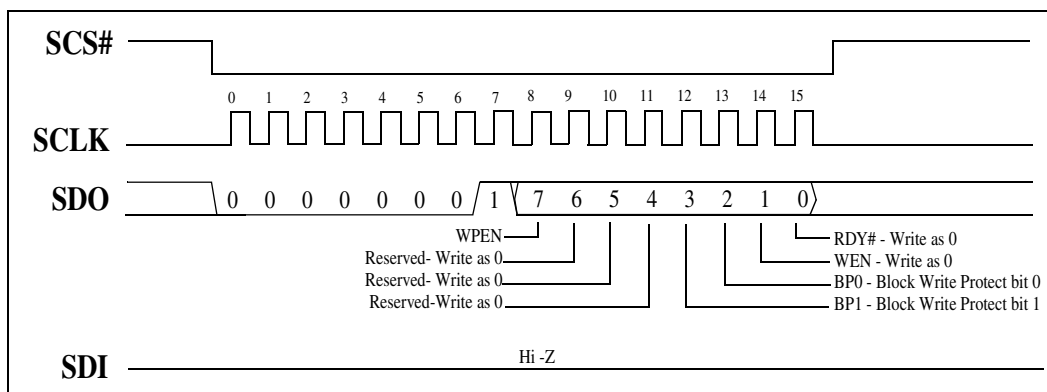 SCS#
0 1 2 3 4 5 6 7 8 9 10 11 12 13 14 15
SCLK
SDO 0 0 0 0 0 0 0 1 7 6 5 4 3 2 1 0
WPEN
RDY# - Write as 0
Reserved- Write as 0
WEN - Write as 0
Reserved- Write as 0
BP0 - Block Write Protect bit 0
Reserved-Write as 0
BP1 - Block Write Protect bit 1
Hi -Z
SDI